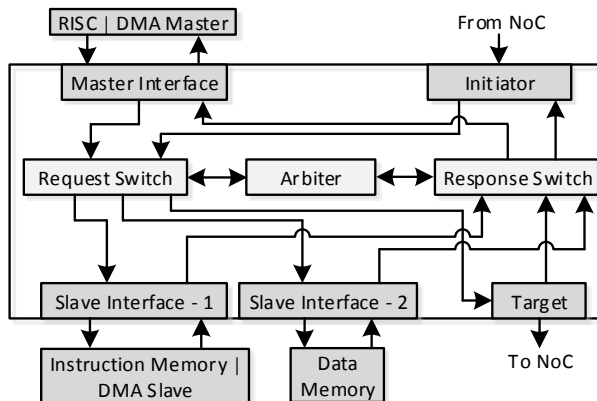 RISC | DMA Master
From NoC
Master Interface
Initiator
Request Switch
Arbiter
Response Switch
Slave Interface - 1
Slave Interface - 2
Target
Instruction Memory |
DMA Slave
Data
Memory
To NoC